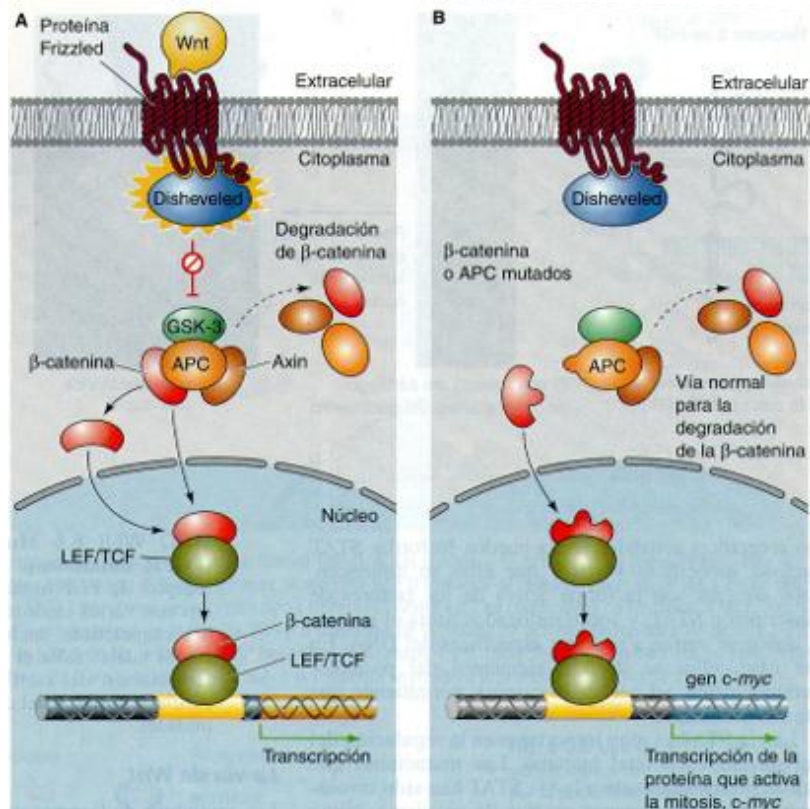 A
Proteína
Frizzled
Wnt
Extracelular
Citoplasma
Disheveled
Degradación
de β-catenina
GSK-3
β-catenina
APC
Axin
Núcleo
LEF/TCF
β-catenina
LEF/TCF
Transcripción
B
Extracelular
Citoplasma
Disheveled
β-catenina
o APC mutados
APC
Vía normal
para la
degradación
de la β-catenina
gen c-myc
Transcripción de la
proteína que activa
la mitosis, c-myc